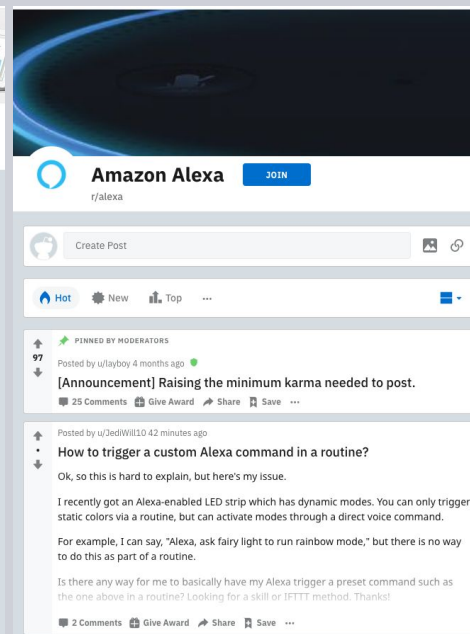 Amazon Alexa
JOIN
r/alexa
Create Post
Hot
New
Top
...
PINNED BY MODERATORS
97
Posted by u/layboy 4 months ago
[Announcement] Raising the minimum karma needed to post.
25 Comments Give Award Share Save ...
Posted by u/JediWill10 42 minutes ago
•
How to trigger a custom Alexa command in a routine?
Ok, so this is hard to explain, but here's my issue.
I recently got an Alexa-enabled LED strip which has dynamic modes. You can only trigger
static colors via a routine, but can activate modes through a direct voice command.
For example, I can say, "Alexa, ask fairy light to run rainbow mode," but there is no way
to do this as part of a routine.
Is there any way for me to basically have my Alexa trigger a preset command such as
the one above in a routine? Looking for a skill or IFTTT method. Thanks!
2 Comments Give Award Share Save ...